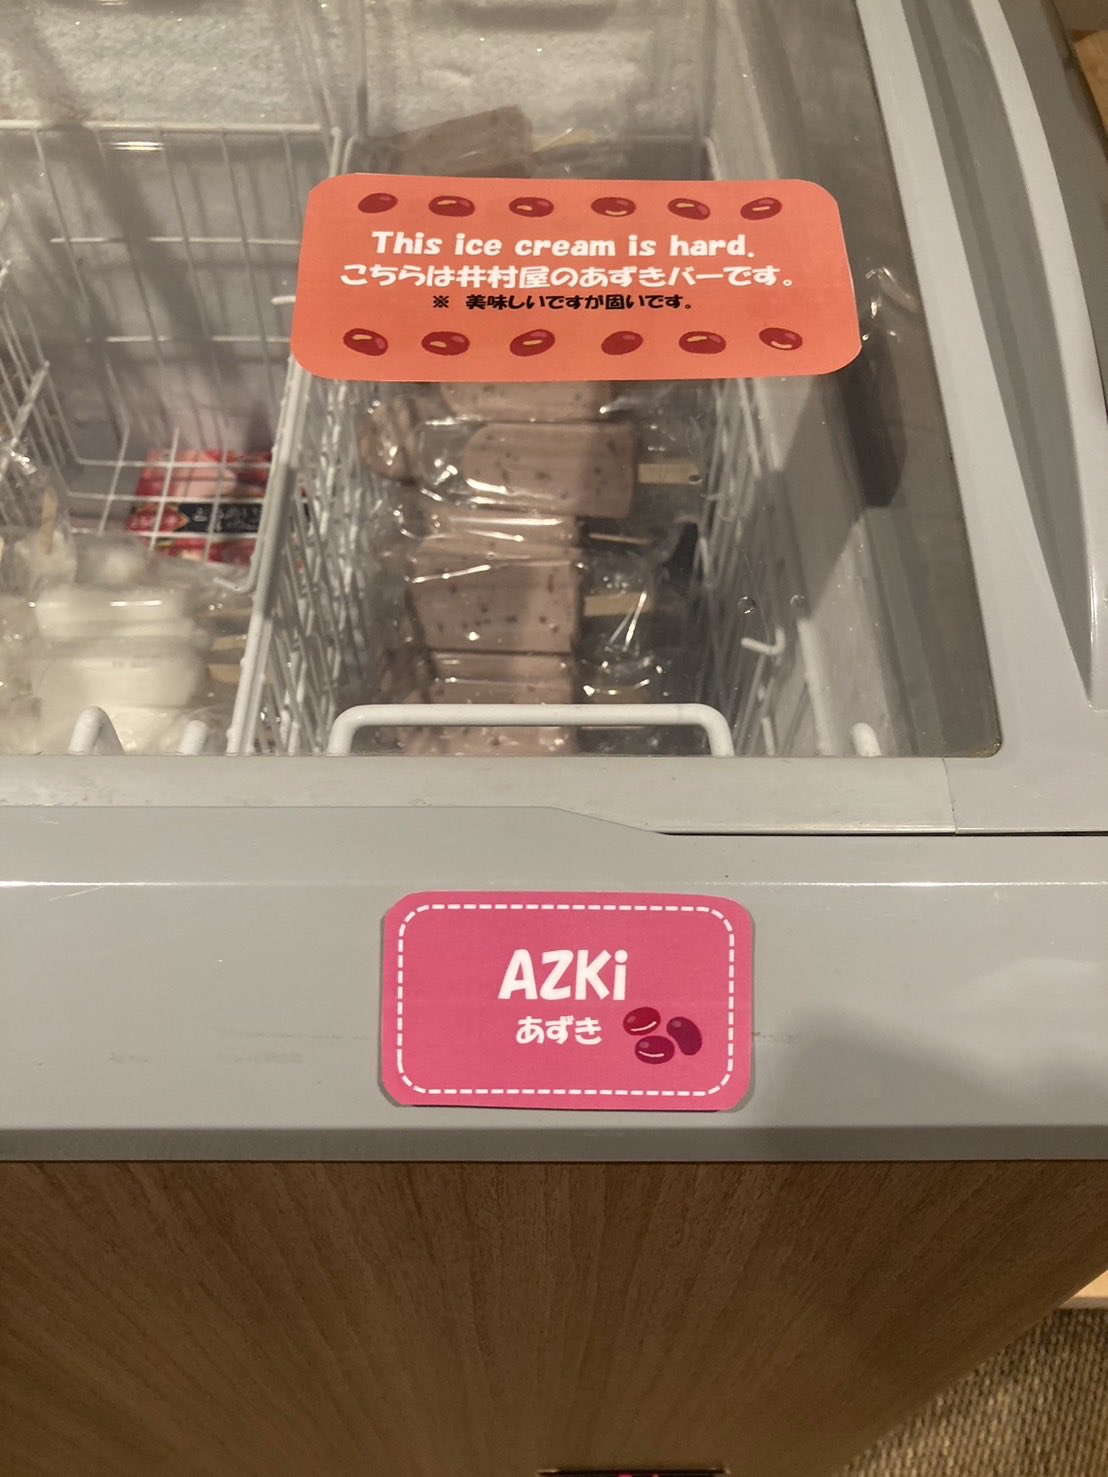 This ice cream is hard.
こちらは井村屋のあずきバーです。
※ 美味しいですが固いです。
AZKi
あずき